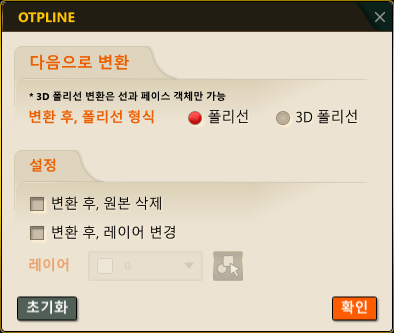 OTPLINE
다음으로 변환
* 3D 폴리선 변환은 선과 페이스 객체만 가능
변환 후, 폴리선 형식 폴리선 3D 폴리선
설정
변환 후, 원본 삭제
변환 후, 레이어 변경
레이어 0
초기화 확인